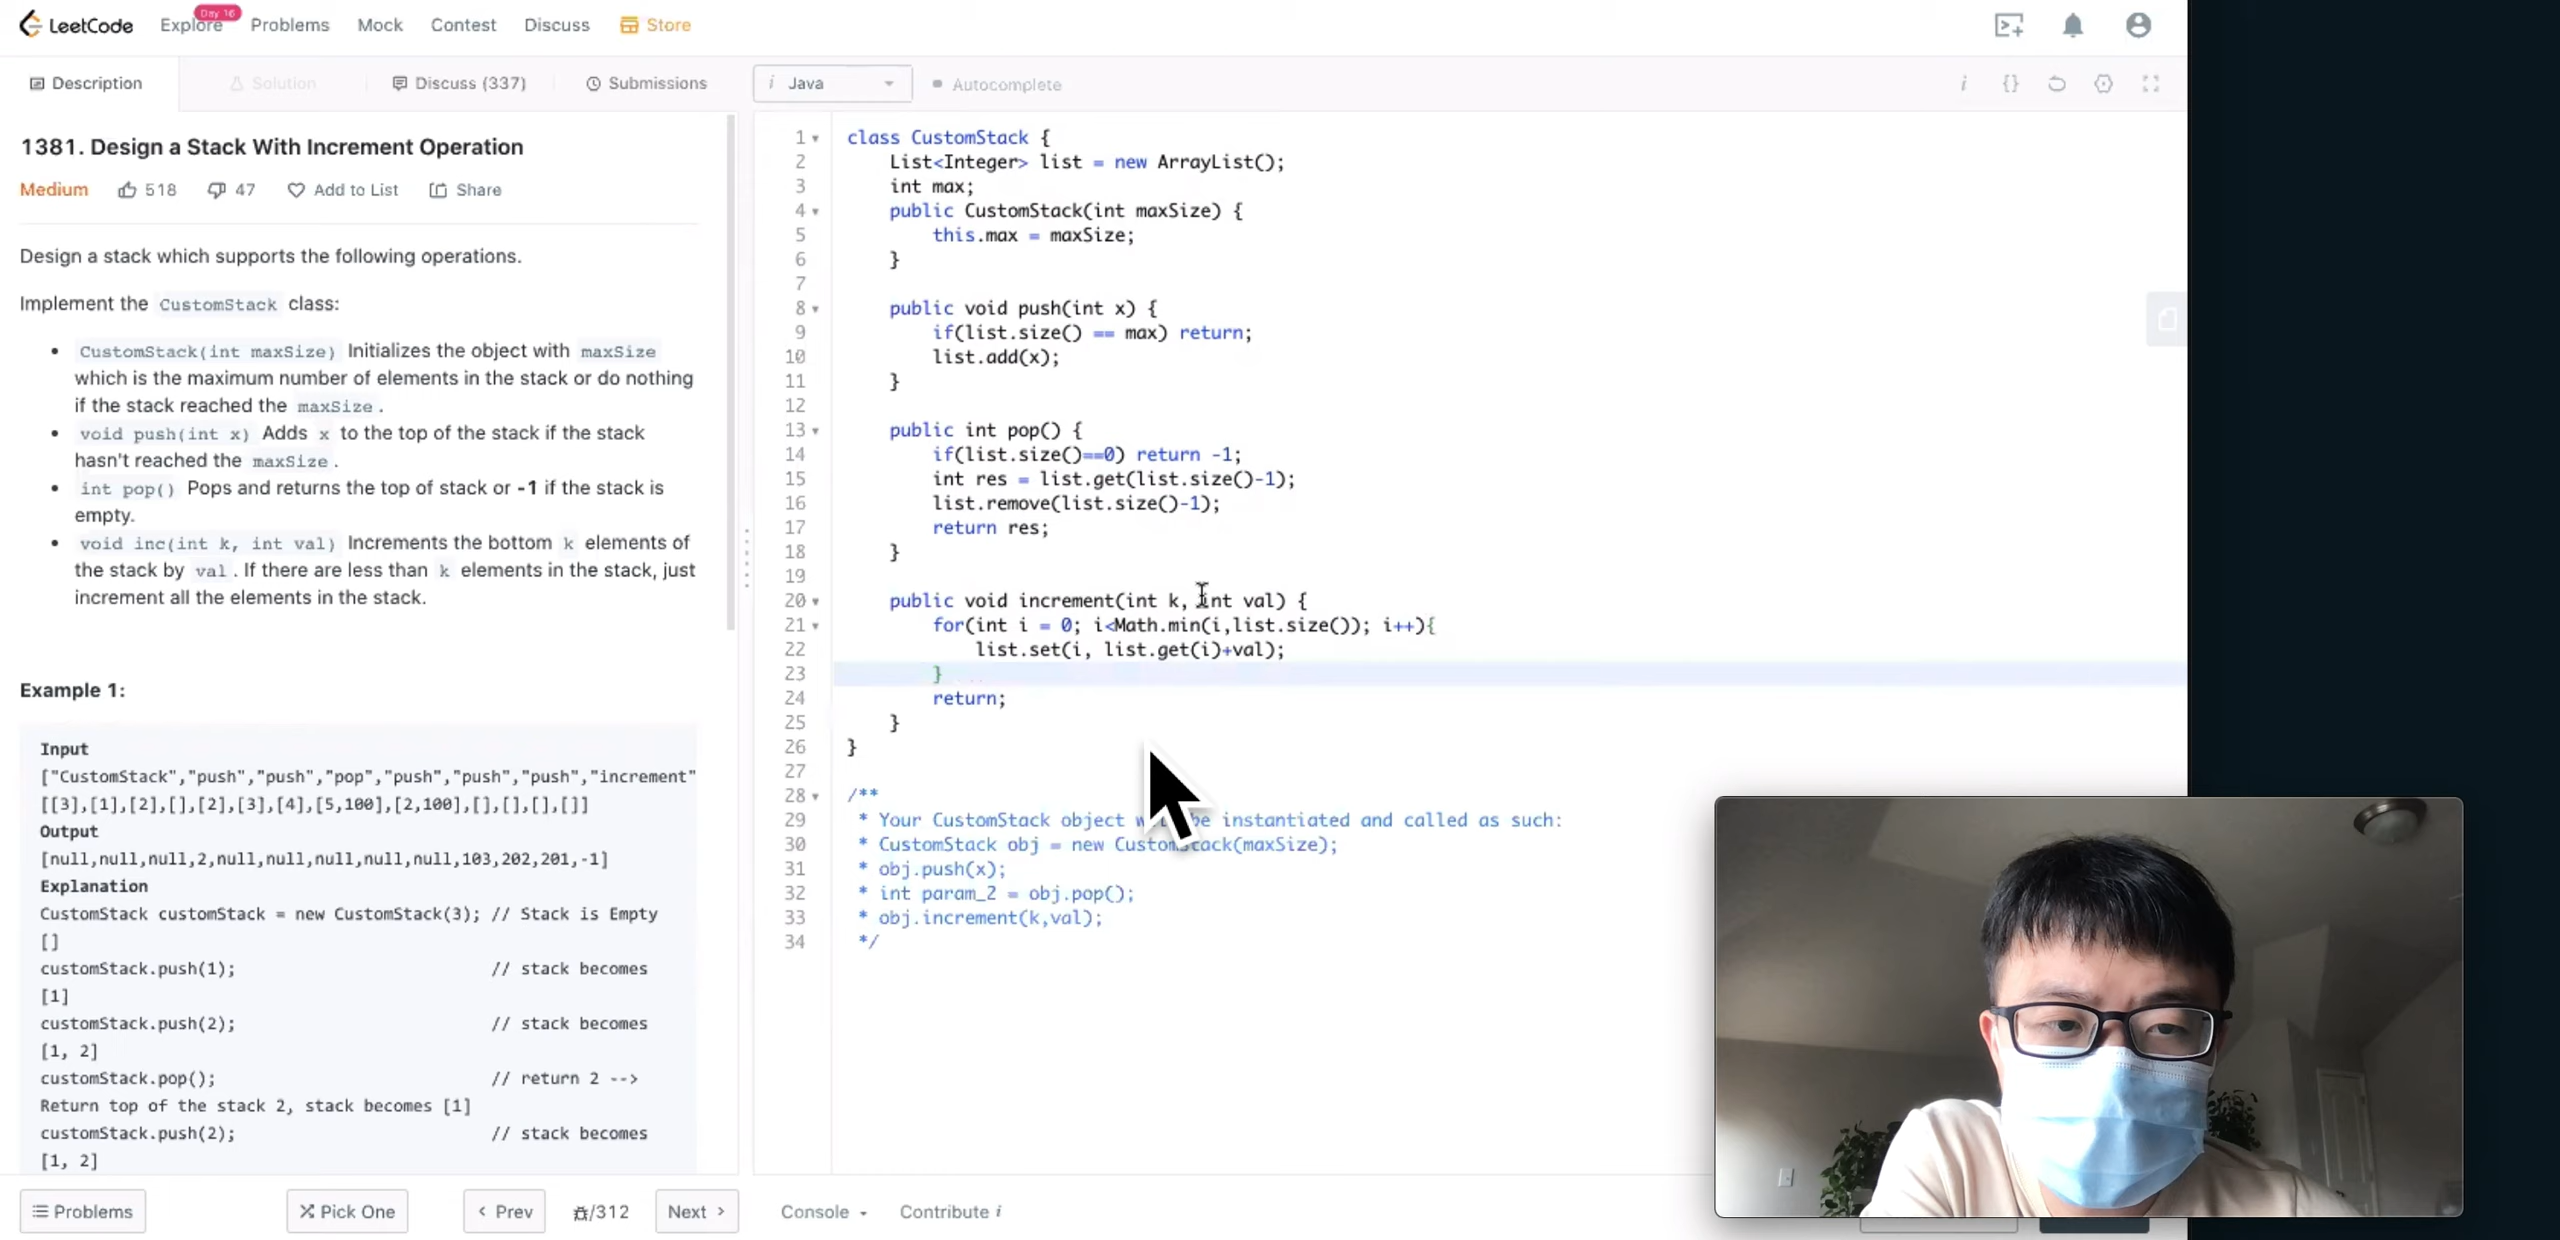 LeetCode Explore Day 16 Problems Mock Contest Discuss Store
Description Solution Discuss (337) Submissions i Java Autocomplete
1381. Design a Stack With Increment Operation
Medium 518 47 Add to List Share
Design a stack which supports the following operations.
Implement the CustomStack class:
• CustomStack(int maxSize) Initializes the object with maxSize
which is the maximum number of elements in the stack or do nothing
if the stack reached the maxSize.
• void push(int x) Adds x to the top of the stack if the stack
hasn't reached the maxSize.
• int pop() Pops and returns the top of stack or -1 if the stack is
empty.
• void inc(int k, int val) Increments the bottom k elements of
the stack by val. If there are less than k elements in the stack, just
increment all the elements in the stack.
Example 1:
Input
["CustomStack","push","push","pop","push","push","push","increment"
[[3],[1],[2],[],[2],[3],[4],[5,100],[2,100],[],[],[],[]]
Output
[null,null,null,2,null,null,null,null,null,103,202,201,-1]
Explanation
CustomStack customStack = new CustomStack(3); // Stack is Empty
[]
customStack.push(1); // stack becomes
[1]
customStack.push(2); // stack becomes
[1, 2]
customStack.pop(); // return 2 -->
Return top of the stack 2, stack becomes [1]
customStack.push(2); // stack becomes
[1, 2]
1 class CustomStack {
2 List<Integer> list = new ArrayList();
3 int max;
4 public CustomStack(int maxSize) {
5 this.max = maxSize;
6 }
7
8 public void push(int x) {
9 if(list.size() == max) return;
10 list.add(x);
11 }
12
13 public int pop() {
14 if(list.size()==0) return -1;
15 int res = list.get(list.size()-1);
16 list.remove(list.size()-1);
17 return res;
18 }
19
20 public void increment(int k, int val) {
21 for(int i = 0; i<Math.min(i,list.size()); i++){
22 list.set(i, list.get(i)+val);
23 }
24 return;
25 }
26 }
27
28 /**
29 * Your CustomStack object be instantiated and called as such:
30 * CustomStack obj = new CustomStack(maxSize);
31 * obj.push(x);
32 * int param_2 = obj.pop();
33 * obj.increment(k,val);
34 */
Problems Pick One Prev /312 Next Console Contribute i